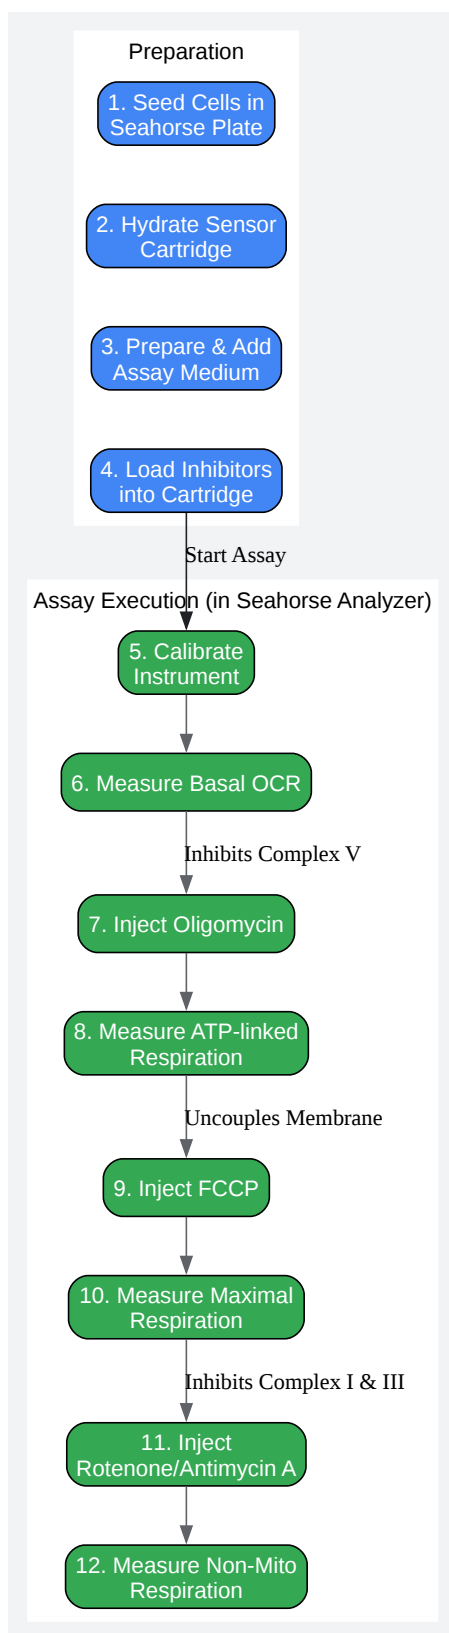 Preparation
1. Seed Cells in
Seahorse Plate
2. Hydrate Sensor
Cartridge
3. Prepare & Add
Assay Medium
4. Load Inhibitors
into Cartridge
Start Assay
Assay Execution (in Seahorse Analyzer)
5. Calibrate
Instrument
6. Measure Basal OCR
Inhibits Complex V
7. Inject Oligomycin
8. Measure ATP-linked
Respiration
Uncouples Membrane
9. Inject FCCP
10. Measure Maximal
Respiration
Inhibits Complex I & III
11. Inject
Rotenone/Antimycin A
12. Measure Non-Mito
Respiration